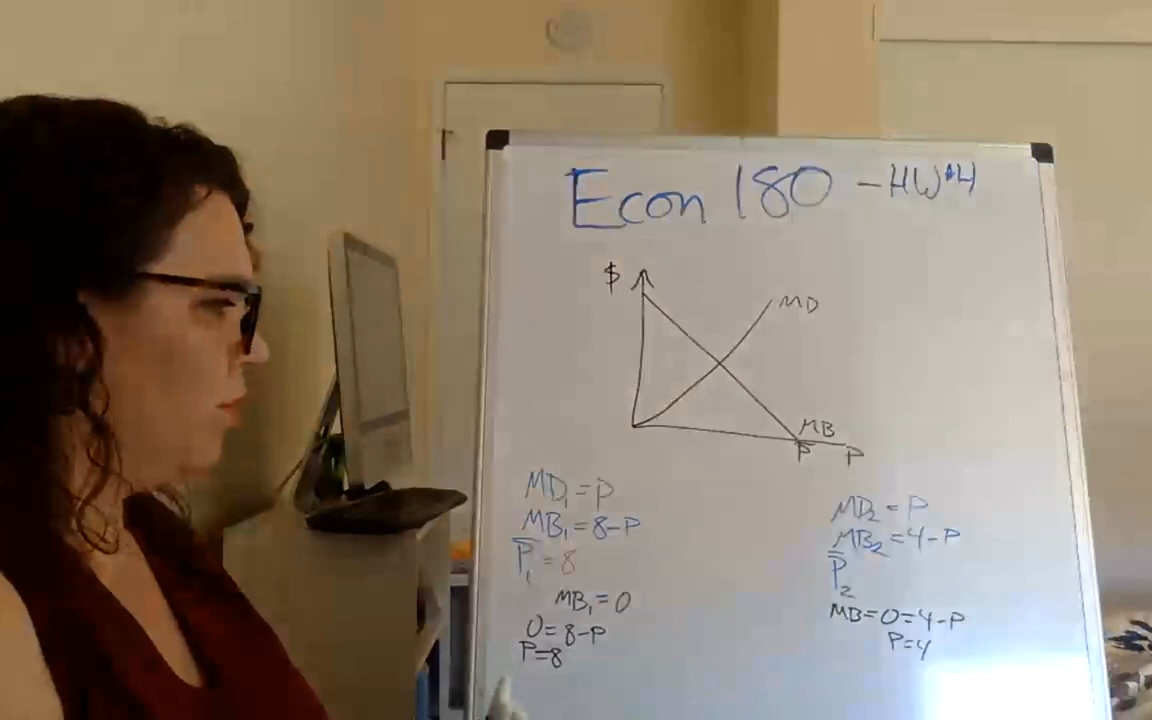 Econ 180 - HW#4
$
MD
MB
P̅
P
MD₁ = P
MB₁ = 8-P
P̅₁ = 8
MB₁ = 0
0 = 8-P
P=8
MD₂ = P
MB₂ = 4-P
P̅₂
MB=0=4-P
P=4